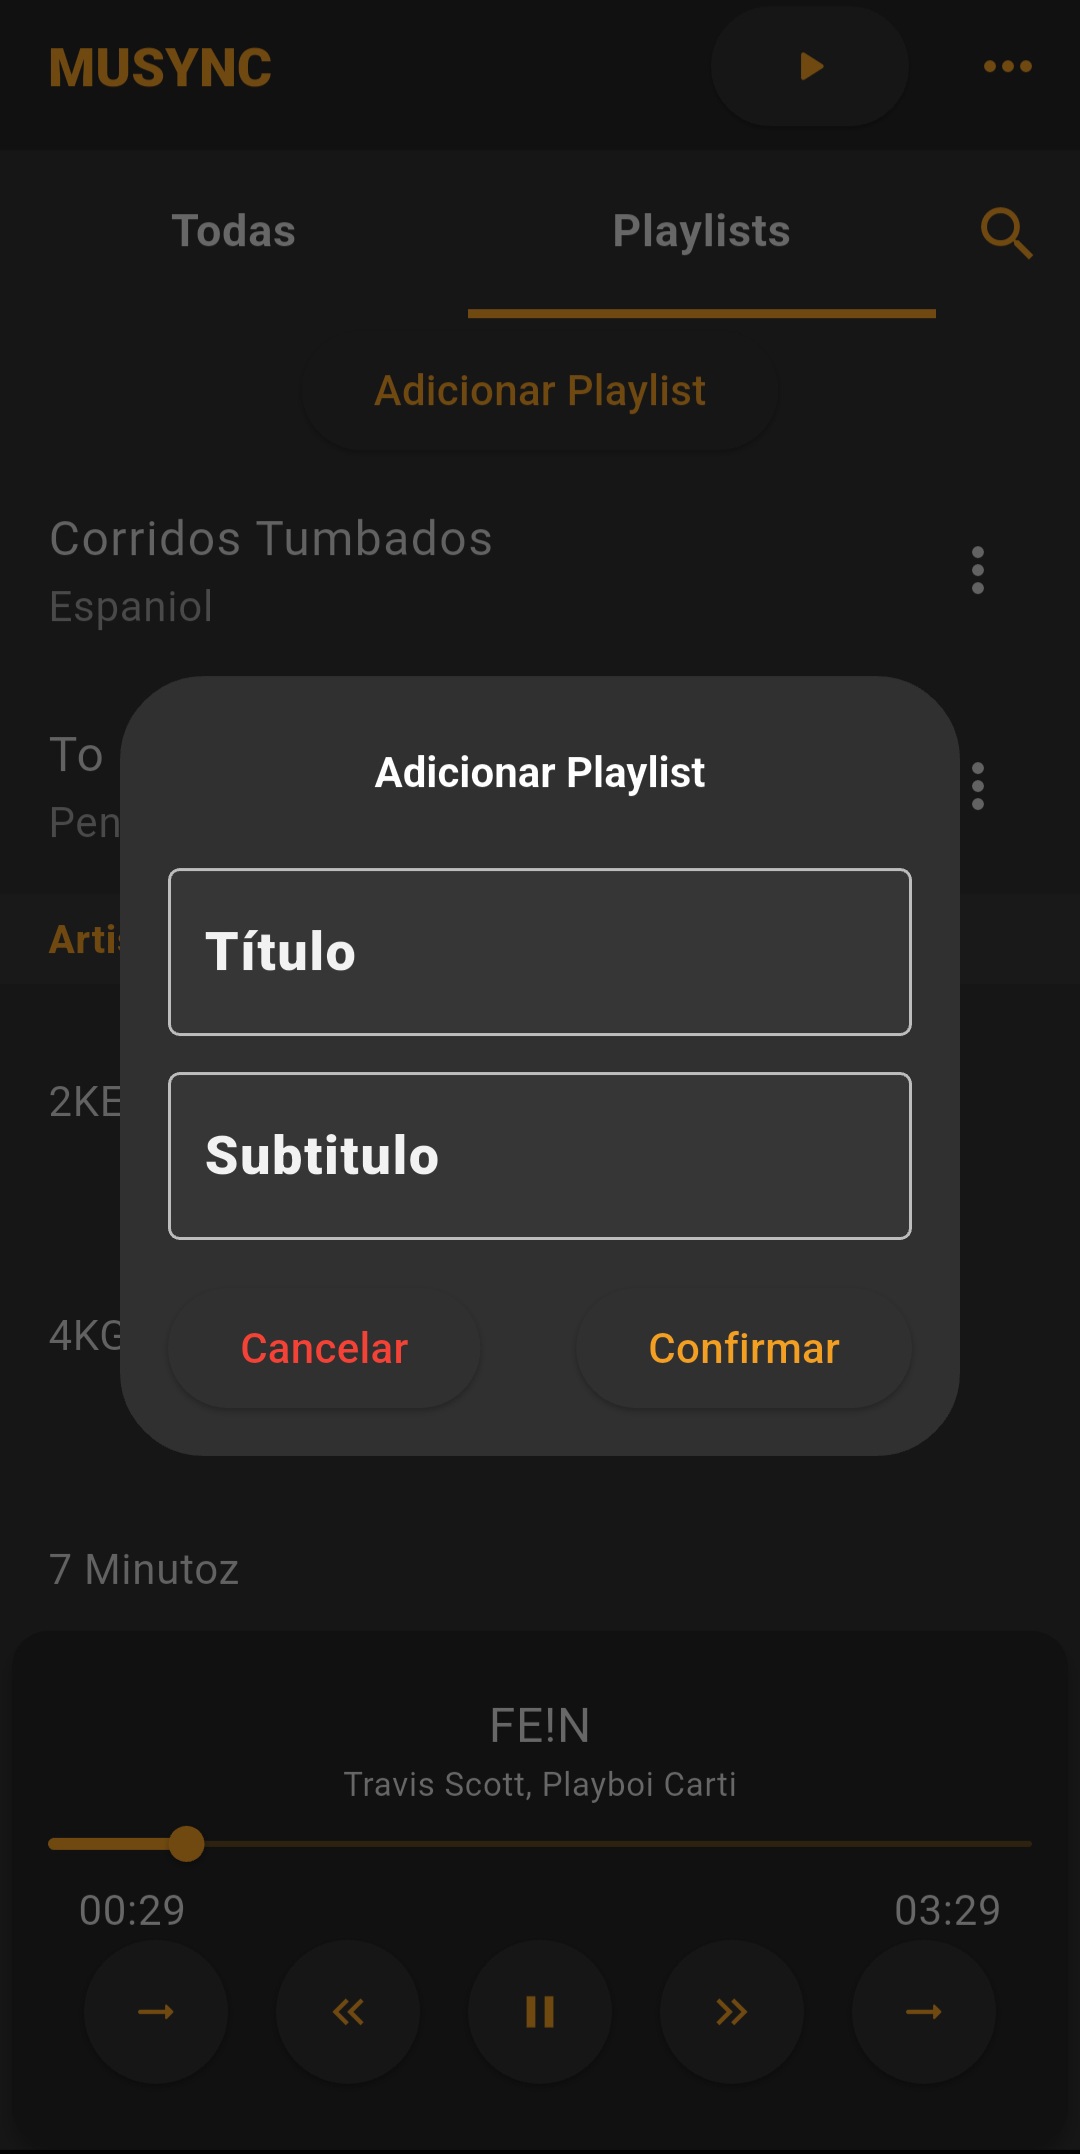 MUSYNC
Todas
Playlists
Adicionar Playlist
Corridos Tumbados
Espaniol
To
Pen
Adicionar Playlist
Artis
Título
2KE
Subtitulo
4KG
Cancelar
Confirmar
7 Minutoz
FE!N
Travis Scott, Playboi Carti
00:29
03:29